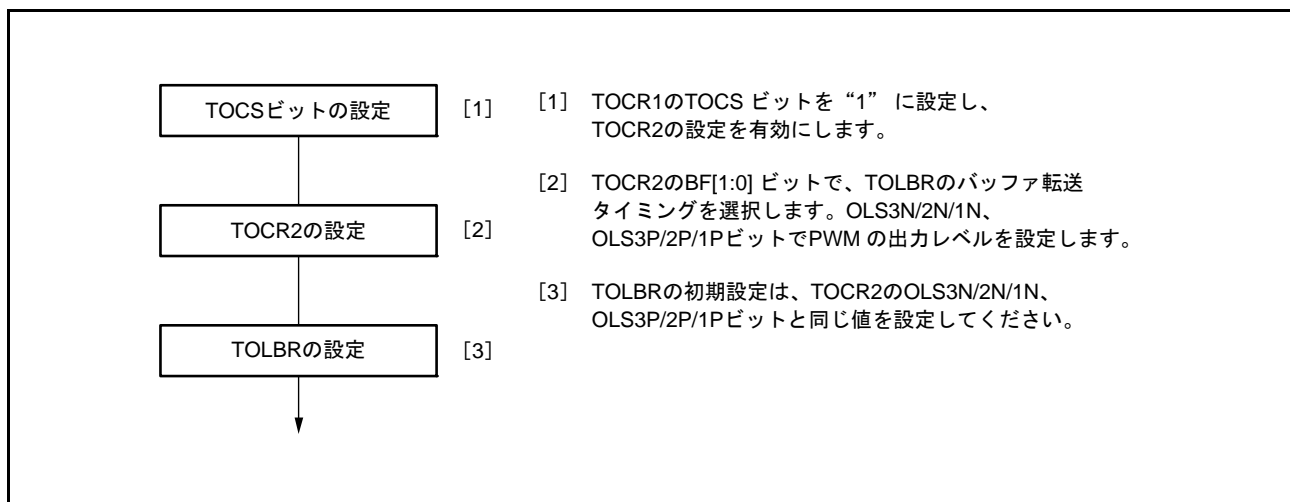 TOCSビットの設定 [1]
TOCR2の設定 [2]
TOLBRの設定 [3]
[1] TOCR1のTOCS ビットを“1” に設定し、
TOCR2の設定を有効にします。
[2] TOCR2のBF[1:0] ビットで、TOLBRのバッファ転送
タイミングを選択します。OLS3N/2N/1N、
OLS3P/2P/1PビットでPWM の出力レベルを設定します。
[3] TOLBRの初期設定は、TOCR2のOLS3N/2N/1N、
OLS3P/2P/1Pビットと同じ値を設定してください。